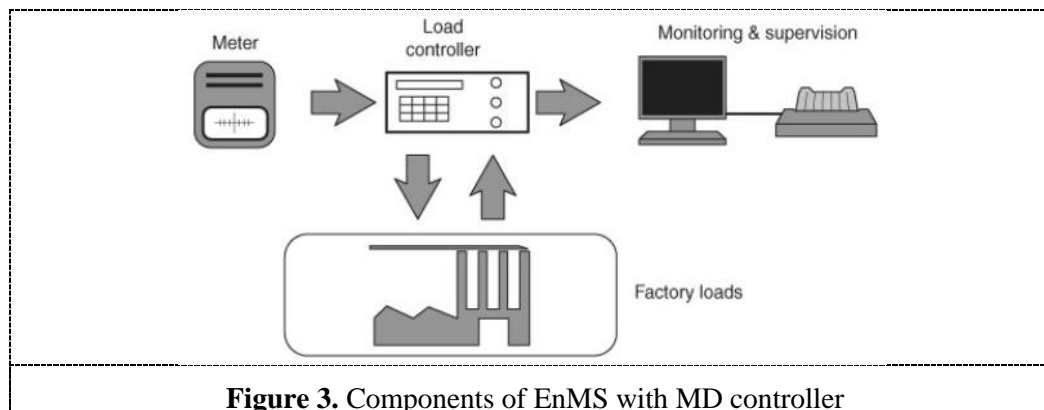 Meter
Load
controller
Monitoring & supervision
Factory loads
Figure 3. Components of EnMS with MD controller